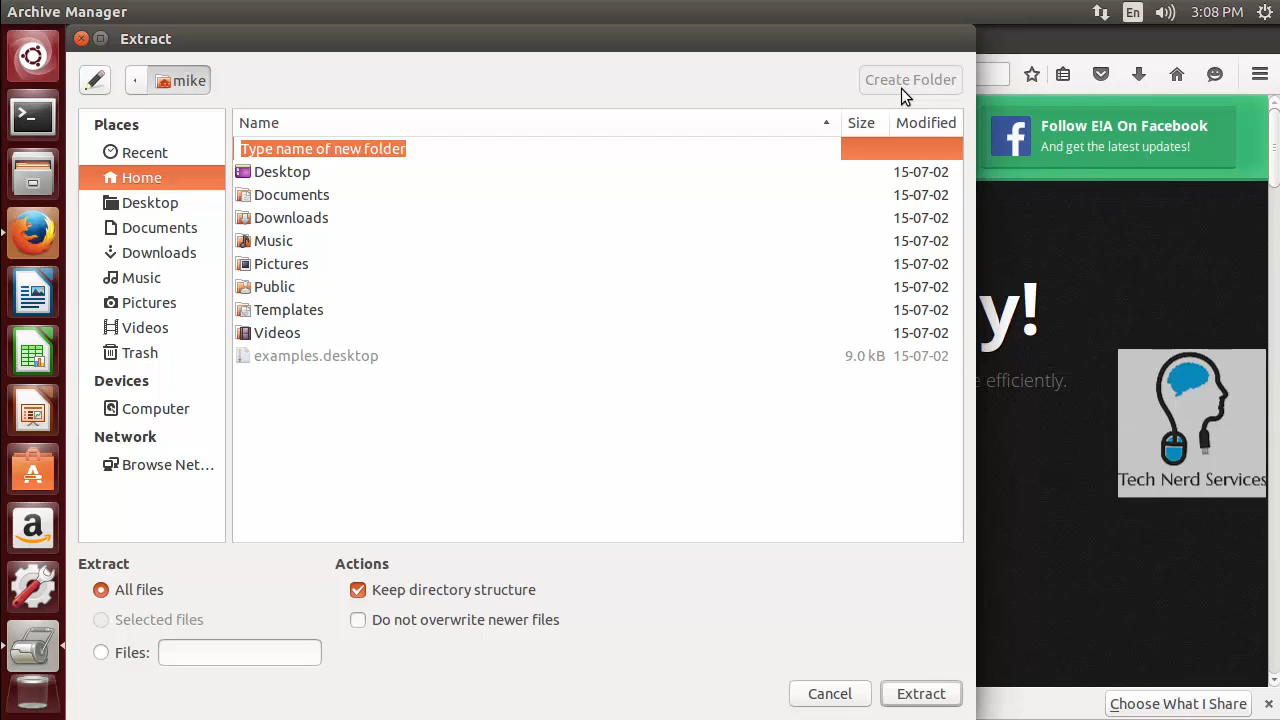 Archive Manager
En
3:08 PM
Extract
mike
Create Folder
Places
Recent
Home
Desktop
Documents
Downloads
Music
Pictures
Videos
Trash
Devices
Computer
Network
Browse Net...
Name Size Modified
Type name of new folder
Desktop 15-07-02
Documents 15-07-02
Downloads 15-07-02
Music 15-07-02
Pictures 15-07-02
Public 15-07-02
Templates 15-07-02
Videos 15-07-02
examples.desktop 9.0 kB 15-07-02
Extract
All files
Selected files
Files:
Actions
Keep directory structure
Do not overwrite newer files
Cancel
Extract
Follow E!A On Facebook
And get the latest updates!
y!
efficiently.
Tech Nerd Services
Choose What I Share